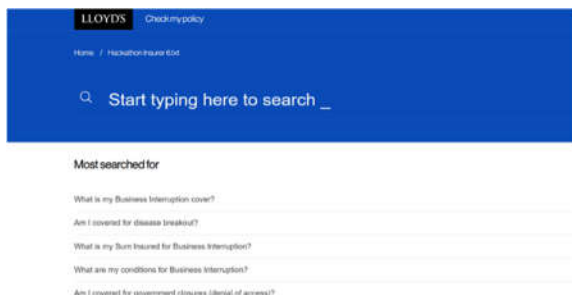 LLOYD'S Check my policy
Home / Hackathon Insurer 6.txt
Start typing here to search _
Most searched for
What is my Business Interruption cover?
Am I covered for disease breakout?
What is my Sum Insured for Business Interruption?
What are my conditions for Business Interruption?
Am I covered for government closures (denial of access)?